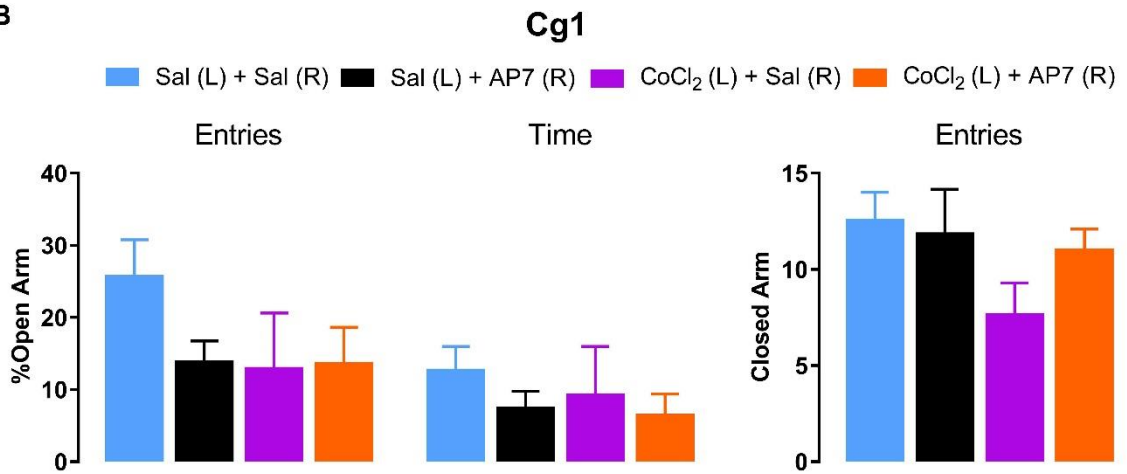 B
Cg1
Sal (L) + Sal (R) Sal (L) + AP7 (R) CoCl₂ (L) + Sal (R) CoCl₂ (L) + AP7 (R)
Entries Time Entries
%Open Arm
40
30
20
10
0
Closed Arm
15
10
5
0